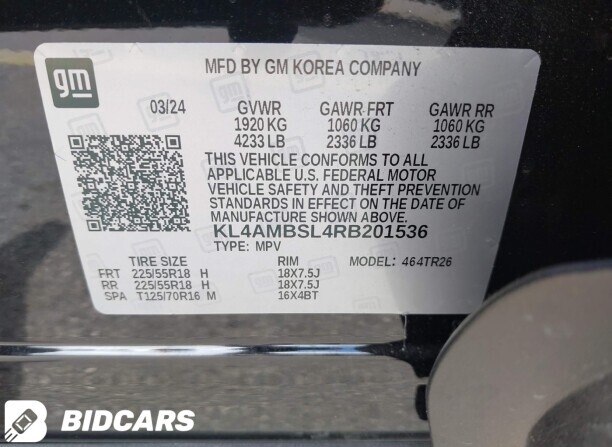 gm
MFD BY GM KOREA COMPANY
03/24 GVWR GAWR FRT GAWR RR
1920 KG 1060 KG 1060 KG
4233 LB 2336 LB 2336 LB
THIS VEHICLE CONFORMS TO ALL
APPLICABLE U.S. FEDERAL MOTOR
VEHICLE SAFETY AND THEFT PREVENTION
STANDARDS IN EFFECT ON THE DATE OF
MANUFACTURE SHOWN ABOVE.
KL4AMBSL4RB201536
TYPE: MPV
TIRE SIZE RIM MODEL: 464TR26
FRT 225/55R18 H 18X7.5J
RR 225/55R18 H 18X7.5J
SPA T125/70R16 M 16X4BT
BIDCARS